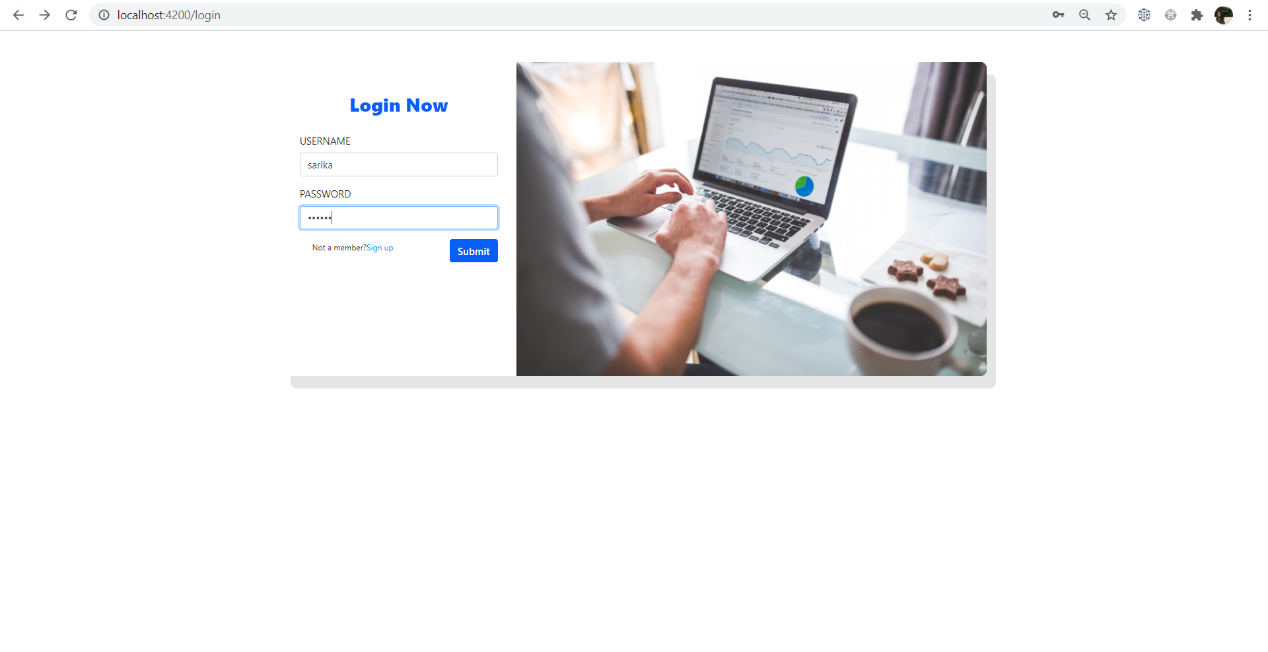 localhost:4200/login
Login Now
USERNAME
sarika
PASSWORD
••••••
Not a member?Sign up
Submit